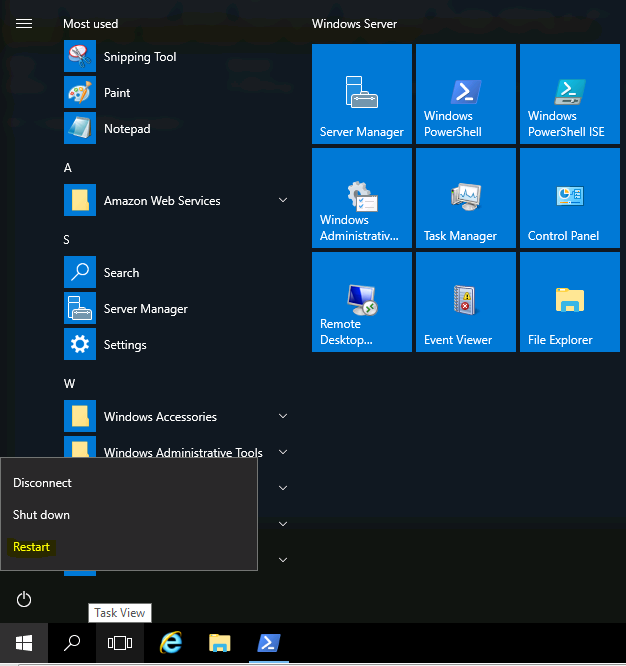 Most used
Snipping Tool
Paint
Notepad
A
Amazon Web Services
S
Search
Server Manager
Settings
W
Windows Accessories
Windows Administrative Tools
Disconnect
Shut down
Restart
Task View
Windows Server
Server Manager
Windows
PowerShell
Windows
PowerShell ISE
Windows
Administrativ...
Task Manager
Control Panel
Remote
Desktop...
Event Viewer
File Explorer